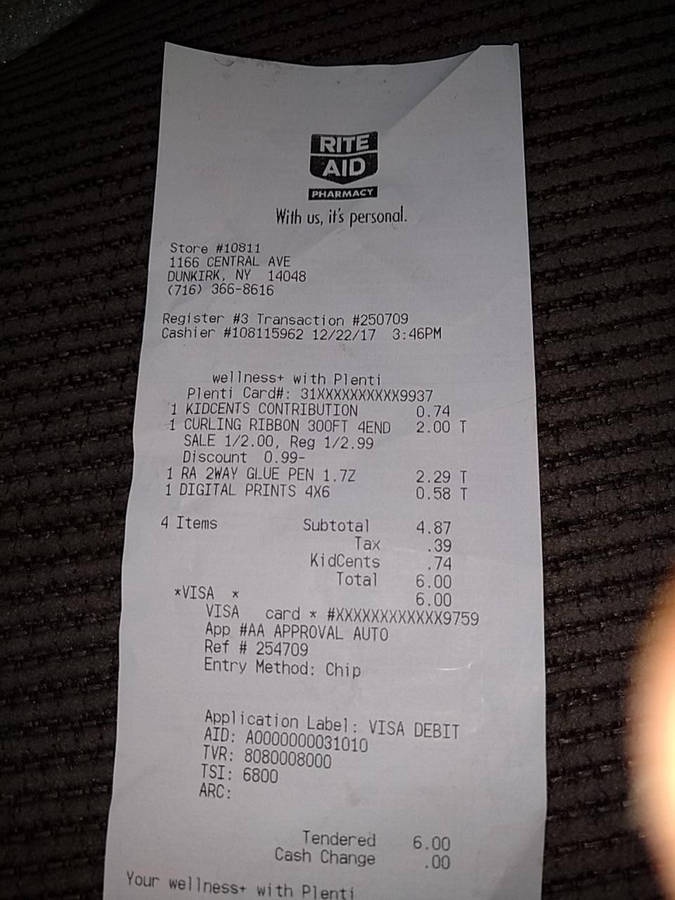 RITE
AID
PHARMACY
With us, it's personal.
Store #10811
1166 CENTRAL AVE
DUNKIRK, NY 14048
(716) 366-8616
Register #3 Transaction #250709
Cashier #108115962 12/22/17 3:46PM
wellness+ with Plenti
Plenti Card#: 31XXXXXXXXXX9937
1 KIDCENTS CONTRIBUTION 0.74
1 CURLING RIBBON 300FT 4END 2.00 T
SALE 1/2.00, Reg 1/2.99
Discount 0.99-
1 RA 2WAY GLUE PEN 1.7Z 2.29 T
1 DIGITAL PRINTS 4X6 0.58 T
4 Items Subtotal 4.87
Tax .39
KidCents .74
Total 6.00
*VISA * 6.00
VISA card * #XXXXXXXXXXXX9759
App #AA APPROVAL AUTO
Ref # 254709
Entry Method: Chip
Application Label: VISA DEBIT
AID: A0000000031010
TVR: 8080008000
TSI: 6800
ARC:
Tendered 6.00
Cash Change .00
Your wellness+ with Plenti